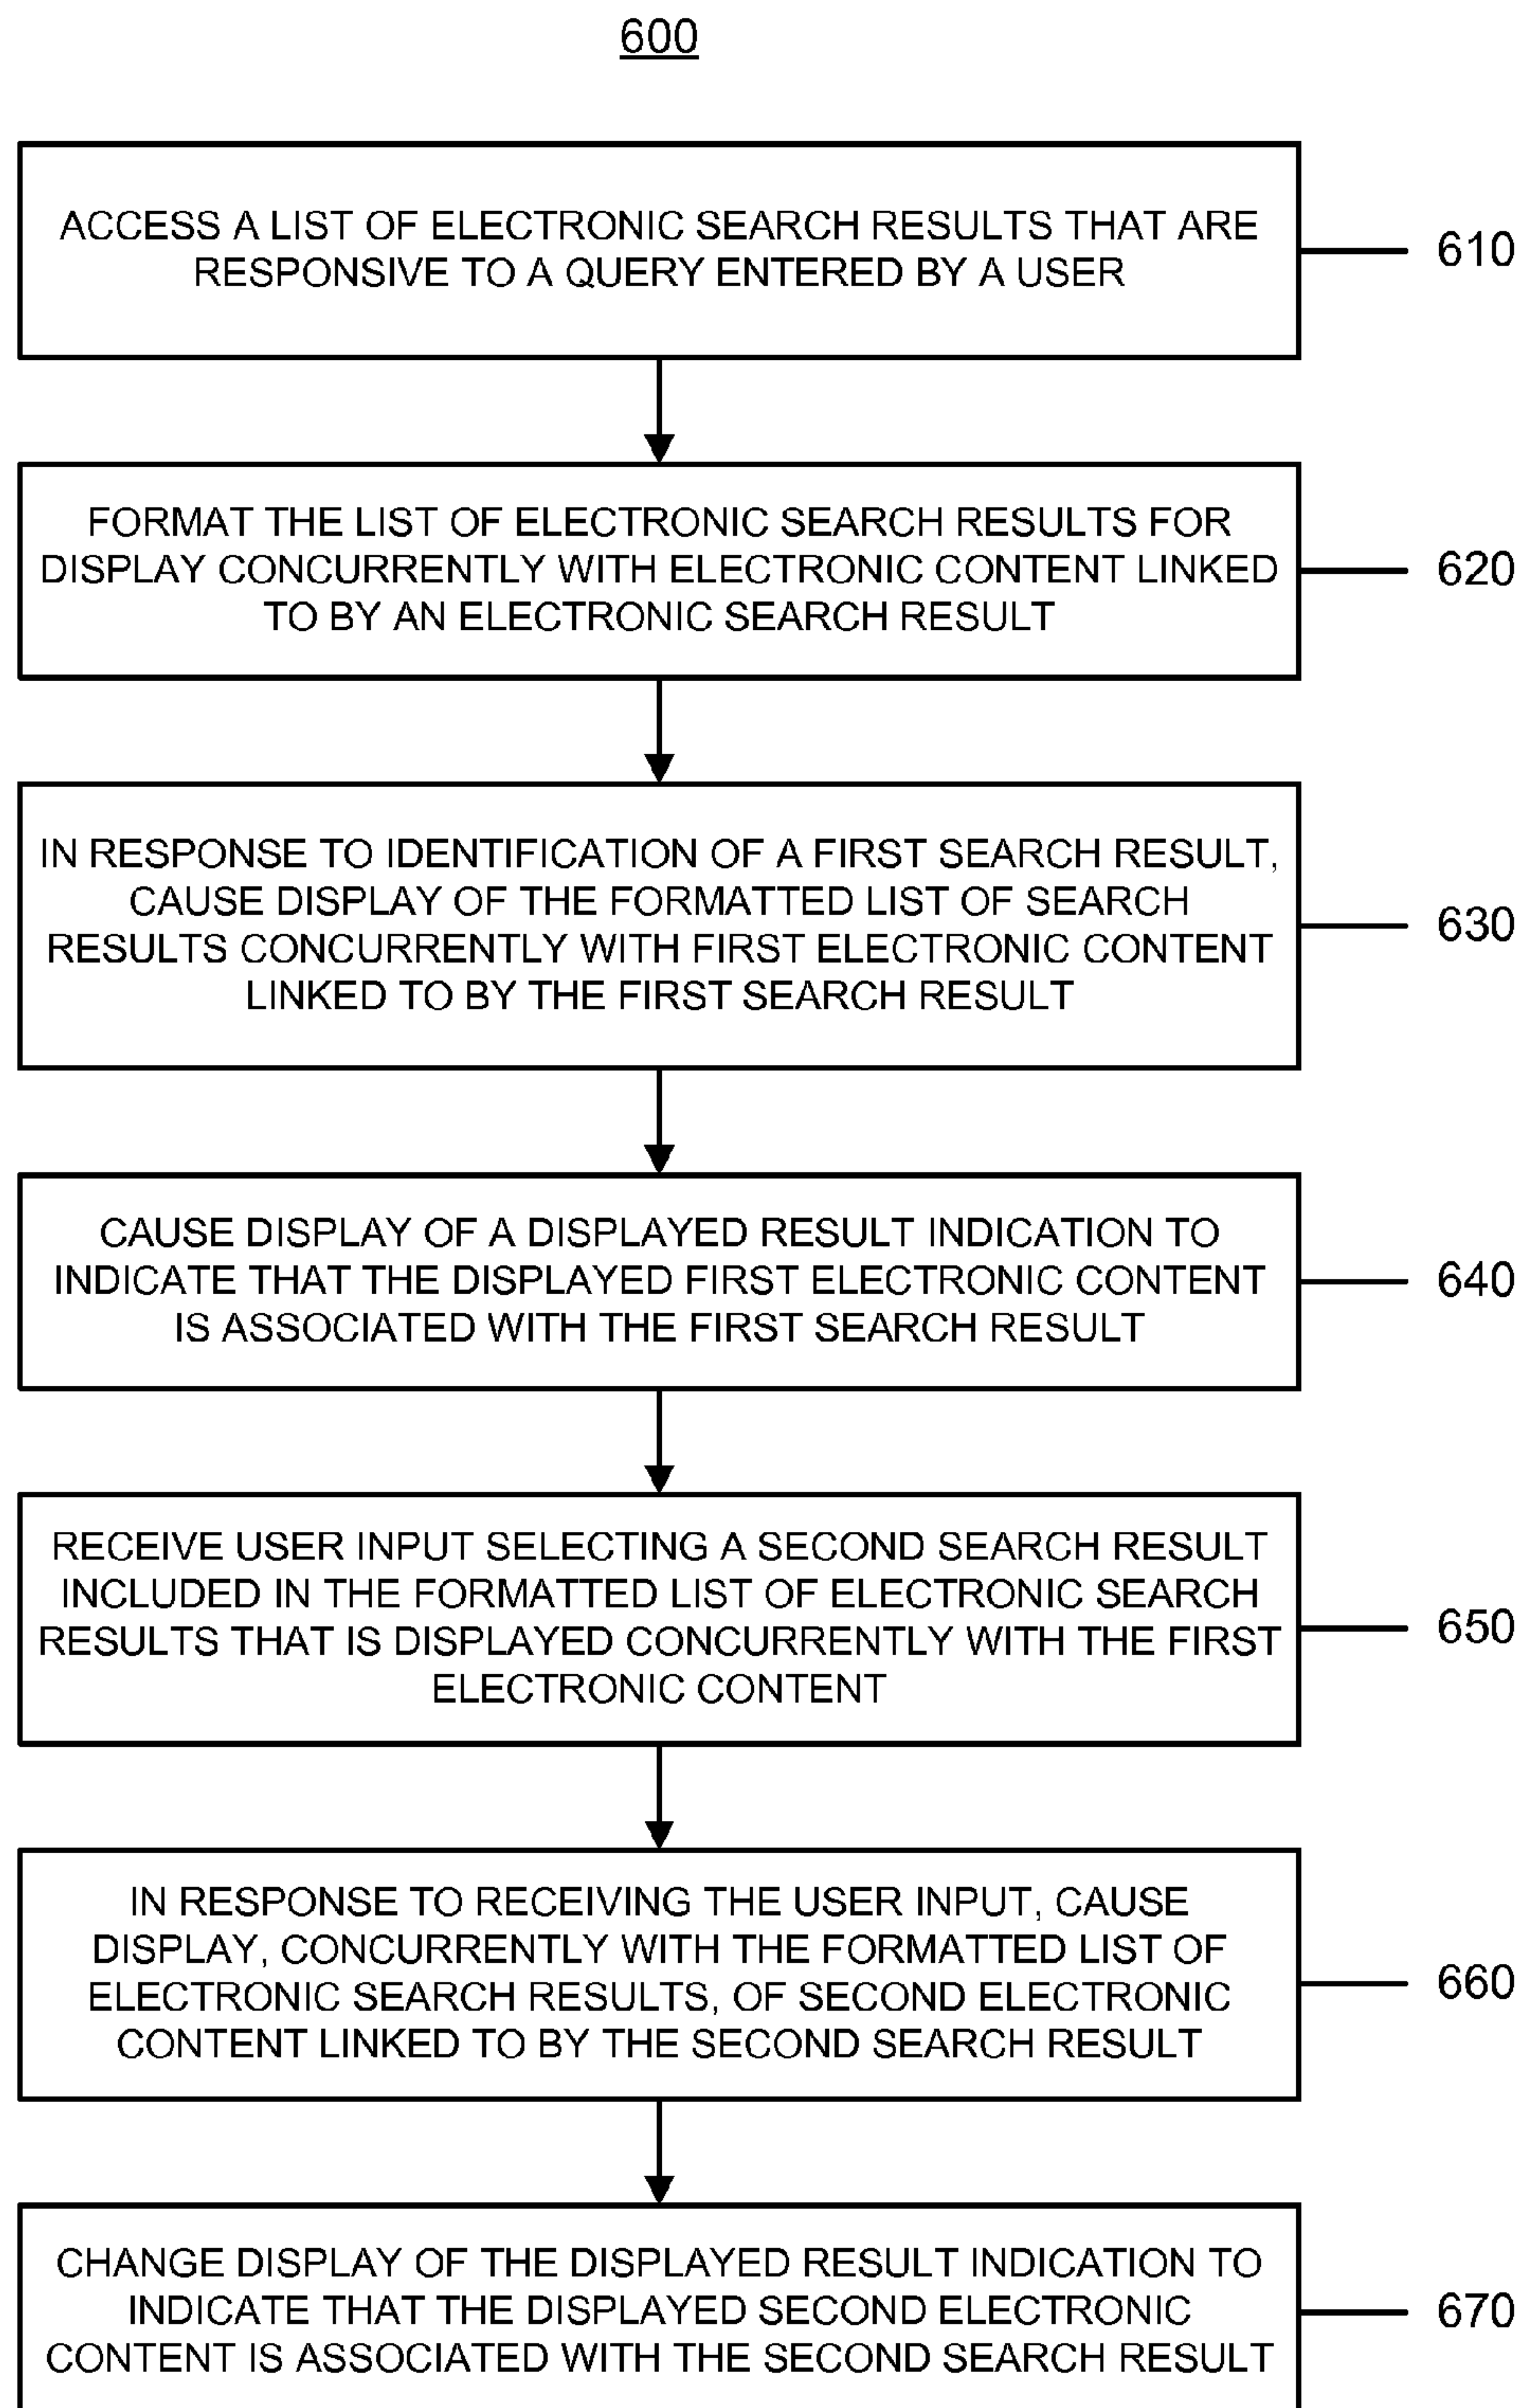 600
ACCESS A LIST OF ELECTRONIC SEARCH RESULTS THAT ARE
RESPONSIVE TO A QUERY ENTERED BY A USER
610
FORMAT THE LIST OF ELECTRONIC SEARCH RESULTS FOR
DISPLAY CONCURRENTLY WITH ELECTRONIC CONTENT LINKED
TO BY AN ELECTRONIC SEARCH RESULT
620
IN RESPONSE TO IDENTIFICATION OF A FIRST SEARCH RESULT,
CAUSE DISPLAY OF THE FORMATTED LIST OF SEARCH
RESULTS CONCURRENTLY WITH FIRST ELECTRONIC CONTENT
LINKED TO BY THE FIRST SEARCH RESULT
630
CAUSE DISPLAY OF A DISPLAYED RESULT INDICATION TO
INDICATE THAT THE DISPLAYED FIRST ELECTRONIC CONTENT
IS ASSOCIATED WITH THE FIRST SEARCH RESULT
640
RECEIVE USER INPUT SELECTING A SECOND SEARCH RESULT
INCLUDED IN THE FORMATTED LIST OF ELECTRONIC SEARCH
RESULTS THAT IS DISPLAYED CONCURRENTLY WITH THE FIRST
ELECTRONIC CONTENT
650
IN RESPONSE TO RECEIVING THE USER INPUT, CAUSE
DISPLAY, CONCURRENTLY WITH THE FORMATTED LIST OF
ELECTRONIC SEARCH RESULTS, OF SECOND ELECTRONIC
CONTENT LINKED TO BY THE SECOND SEARCH RESULT
660
CHANGE DISPLAY OF THE DISPLAYED RESULT INDICATION TO
INDICATE THAT THE DISPLAYED SECOND ELECTRONIC
CONTENT IS ASSOCIATED WITH THE SECOND SEARCH RESULT
670